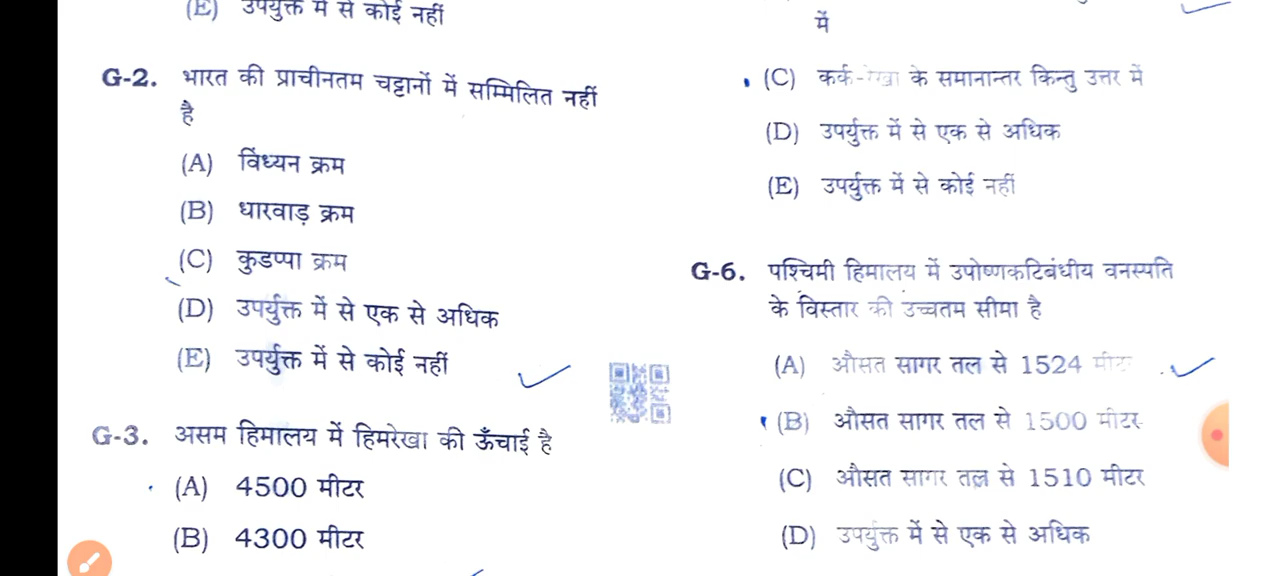 (E) उपर्युक्त में से कोई नहीं
G-2. भारत की प्राचीनतम चट्टानों में सम्मिलित नहीं
है
(A) विंध्यन क्रम
(B) धारवाड़ क्रम
(C) कुडप्पा क्रम
(D) उपर्युक्त में से एक से अधिक
(E) उपर्युक्त में से कोई नहीं
G-3. असम हिमालय में हिमरेखा की ऊँचाई है
(A) 4500 मीटर
(B) 4300 मीटर
में
(C) कर्क-रेखा के समानान्तर किन्तु उत्तर में
(D) उपर्युक्त में से एक से अधिक
(E) उपर्युक्त में से कोई नहीं
G-6. पश्चिमी हिमालय में उपोष्णकटिबंधीय वनस्पति
के विस्तार की उच्चतम सीमा है
(A) औसत सागर तल से 1524 मीटर
(B) औसत सागर तल से 1500 मीटर
(C) औसत सागर तल से 1510 मीटर
(D) उपर्युक्त में से एक से अधिक